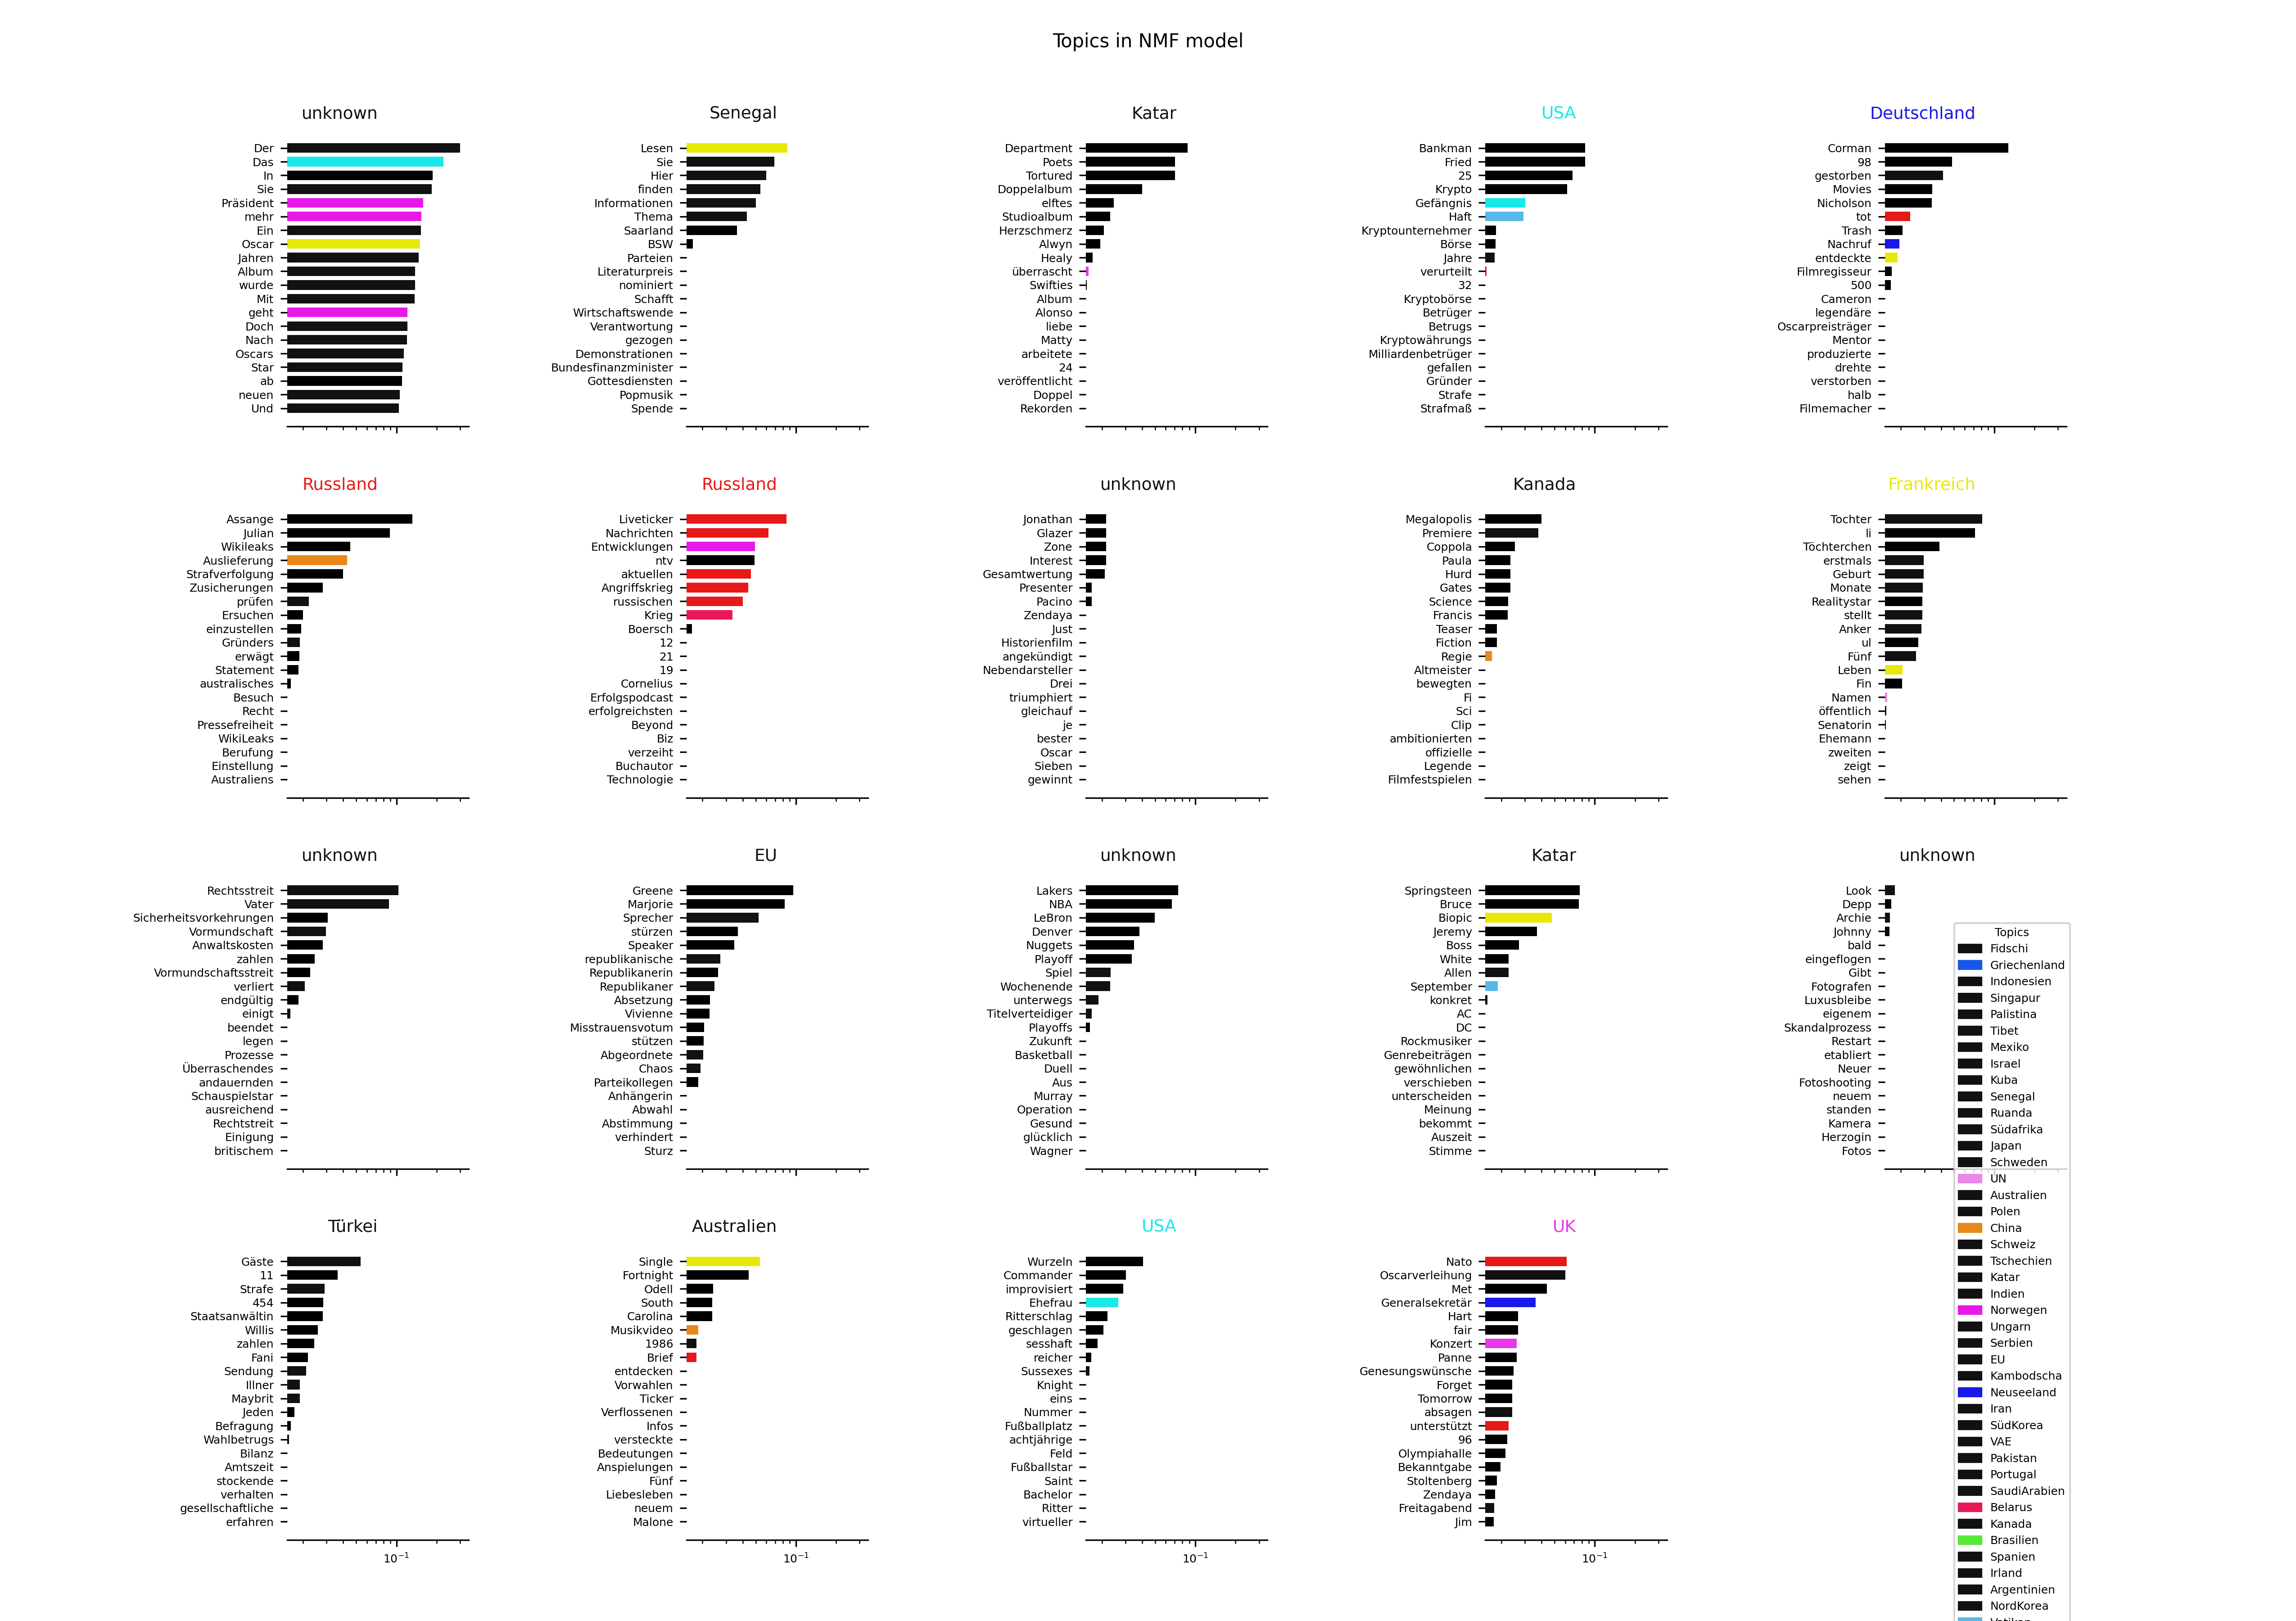 Topics in NMF model
unknown
Der
Das
In
Sie
Präsident
mehr
Ein
Oscar
Jahren
Album
wurde
Mit
geht
Doch
Nach
Oscars
Star
ab
neuen
Und
Senegal
Lesen
Sie
Hier
finden
Informationen
Thema
Saarland
BSW
Parteien
Literaturpreis
nominiert
Schafft
Wirtschaftswende
Verantwortung
gezogen
Demonstrationen
Bundesfinanzminister
Gottesdiensten
Popmusik
Spende
Katar
Department
Poets
Tortured
Doppelalbum
elftes
Studioalbum
Herzschmerz
Alwyn
Healy
überrascht
Swifties
Album
Alonso
liebe
Matty
arbeitete
24
veröffentlicht
Doppel
Rekorden
USA
Bankman
Fried
25
Krypto
Gefängnis
Haft
Kryptounternehmer
Börse
Jahre
verurteilt
32
Kryptobörse
Betrüger
Betrugs
Kryptowährungs
Milliardenbetrüger
gefallen
Gründer
Strafe
Strafmaß
Deutschland
Corman
98
gestorben
Movies
Nicholson
tot
Trash
Nachruf
entdeckte
Filmregisseur
500
Cameron
legendäre
Oscarpreisträger
Mentor
produzierte
drehte
verstorben
halb
Filmemacher
Russland
Assange
Julian
Wikileaks
Auslieferung
Strafverfolgung
Zusicherungen
prüfen
Ersuchen
einzustellen
Gründers
erwägt
Statement
australisches
Besuch
Recht
Pressefreiheit
WikiLeaks
Berufung
Einstellung
Australiens
Russland
Liveticker
Nachrichten
Entwicklungen
ntv
aktuellen
Angriffskrieg
russischen
Krieg
Boersch
12
21
19
Cornelius
Erfolgspodcast
erfolgreichsten
Beyond
Biz
verzeiht
Buchautor
Technologie
unknown
Jonathan
Glazer
Zone
Interest
Gesamtwertung
Presenter
Pacino
Zendaya
Just
Historienfilm
angekündigt
Nebendarsteller
Drei
triumphiert
gleichauf
je
bester
Oscar
Sieben
gewinnt
Kanada
Megalopolis
Premiere
Coppola
Paula
Hurd
Gates
Science
Francis
Teaser
Fiction
Regie
Altmeister
bewegten
Fi
Sci
Clip
ambitionierten
offizielle
Legende
Filmfestspielen
Frankreich
Tochter
li
Töchterchen
erstmals
Geburt
Monate
Realitystar
stellt
Anker
ul
Fünf
Leben
Fin
Namen
öffentlich
Senatorin
Ehemann
zweiten
zeigt
sehen
unknown
Rechtsstreit
Vater
Sicherheitsvorkehrungen
Vormundschaft
Anwaltskosten
zahlen
Vormundschaftsstreit
verliert
endgültig
einigt
beendet
legen
Prozesse
Überraschendes
andauernden
Schauspielstar
ausreichend
Rechtstreit
Einigung
britischem
EU
Greene
Marjorie
Sprecher
stürzen
Speaker
republikanische
Republikanerin
Republikaner
Absetzung
Vivienne
Misstrauensvotum
stützen
Abgeordnete
Chaos
Parteikollegen
Anhängerin
Abwahl
Abstimmung
verhindert
Sturz
unknown
Lakers
NBA
LeBron
Denver
Nuggets
Playoff
Spiel
Wochenende
unterwegs
Titelverteidiger
Playoffs
Zukunft
Basketball
Duell
Aus
Murray
Operation
Gesund
glücklich
Wagner
Katar
Springsteen
Bruce
Biopic
Jeremy
Boss
White
Allen
September
konkret
AC
DC
Rockmusiker
Genrebeiträgen
gewöhnlichen
verschieben
unterscheiden
Meinung
bekommt
Auszeit
Stimme
unknown
Look
Depp
Archie
Johnny
bald
eingeflogen
Gibt
Fotografen
Luxusbleibe
eigenem
Skandalprozess
Restart
etabliert
Neuer
Fotoshooting
neuem
standen
Kamera
Herzogin
Fotos
Türkei
Gäste
11
Strafe
454
Staatsanwältin
Willis
zahlen
Fani
Sendung
Illner
Maybrit
Jeden
Befragung
Wahlbetrugs
Bilanz
Amtszeit
stockende
verhalten
gesellschaftliche
erfahren
10⁻¹
Australien
Single
Fortnight
Odell
South
Carolina
Musikvideo
1986
Brief
entdecken
Vorwahlen
Ticker
Verflossenen
Infos
versteckte
Bedeutungen
Anspielungen
Fünf
Liebesleben
neuem
Malone
10⁻¹
USA
Wurzeln
Commander
improvisiert
Ehefrau
Ritterschlag
geschlagen
sesshaft
reicher
Sussexes
Knight
eins
Nummer
Fußballplatz
achtjährige
Feld
Fußballstar
Saint
Bachelor
Ritter
virtueller
10⁻¹
UK
Nato
Oscarverleihung
Met
Generalsekretär
Hart
fair
Konzert
Panne
Genesungswünsche
Forget
Tomorrow
absagen
unterstützt
96
Olympiahalle
Bekanntgabe
Stoltenberg
Zendaya
Freitagabend
Jim
10⁻¹
Topics
Fidschi
Griechenland
Indonesien
Singapur
Palistina
Tibet
Mexiko
Israel
Kuba
Senegal
Ruanda
Südafrika
Japan
Schweden
UN
Australien
Polen
China
Schweiz
Tschechien
Katar
Indien
Norwegen
Ungarn
Serbien
EU
Kambodscha
Neuseeland
Iran
SüdKorea
VAE
Pakistan
Portugal
SaudiArabien
Belarus
Kanada
Brasilien
Spanien
Irland
Argentinien
NordKorea